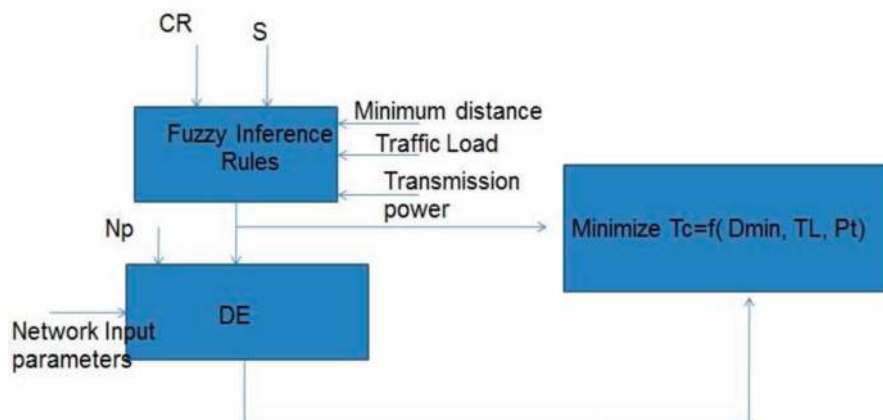 CR
S
Fuzzy Inference
Rules
Minimum distance
Traffic Load
Transmission
power
Minimize Tc=f( Dmin, TL, Pt)
Np
DE
Network Input
parameters